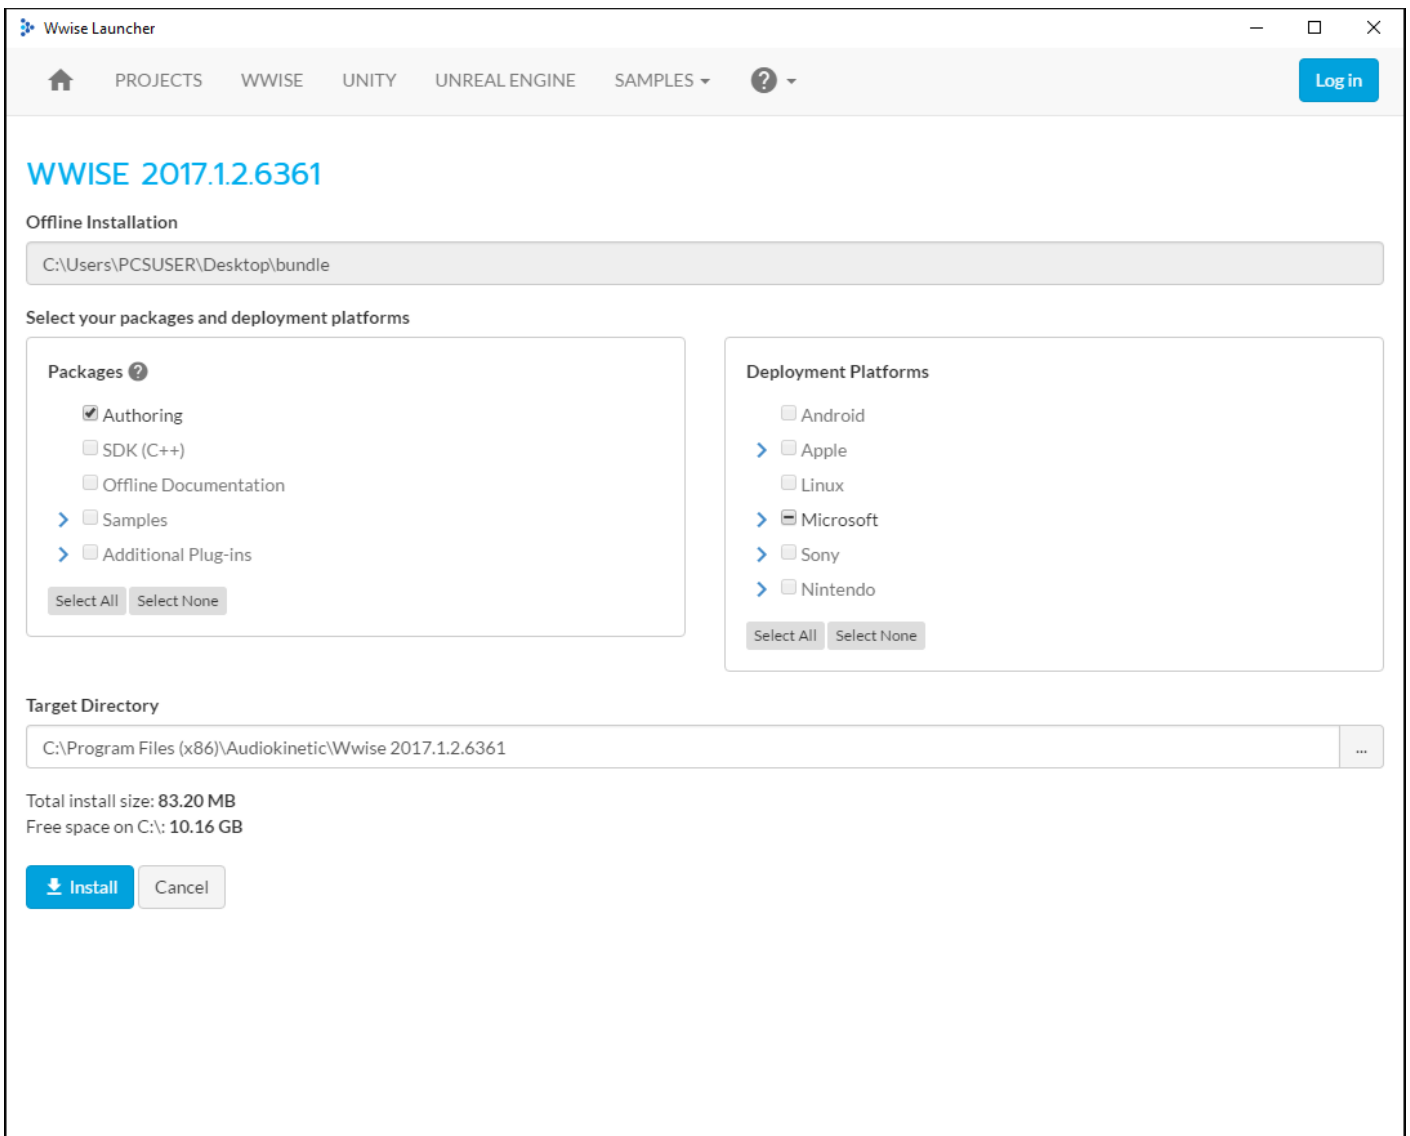 Wwise Launcher
PROJECTS WWISE UNITY UNREAL ENGINE SAMPLES ? Log in
WWISE 2017.1.2.6361
Offline Installation
C:\Users\PCSUSER\Desktop\bundle
Select your packages and deployment platforms
Packages ?
Authoring
SDK (C++)
Offline Documentation
Samples
Additional Plug-ins
Select All Select None
Deployment Platforms
Android
Apple
Linux
Microsoft
Sony
Nintendo
Select All Select None
Target Directory
C:\Program Files (x86)\Audiokinetic\Wwise 2017.1.2.6361 ...
Total install size: 83.20 MB
Free space on C:\: 10.16 GB
Install Cancel